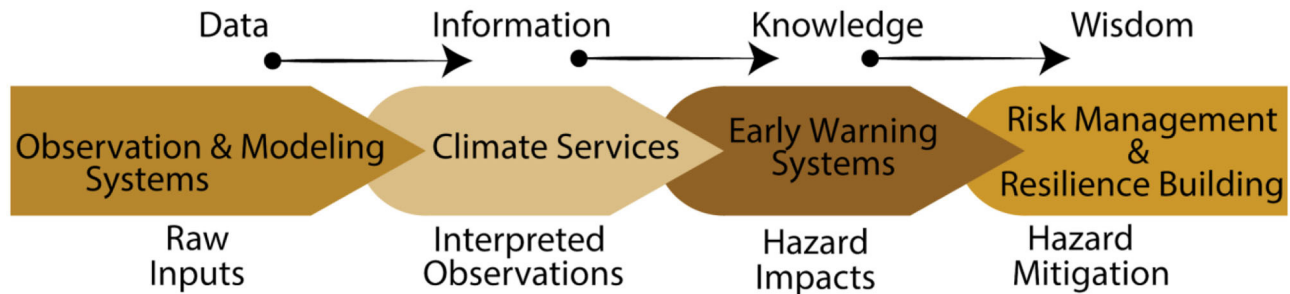 Data
Information
Knowledge
Wisdom
Observation & Modeling
Systems
Climate Services
Early Warning
Systems
Risk Management
&
Resilience Building
Raw
Inputs
Interpreted
Observations
Hazard
Impacts
Hazard
Mitigation